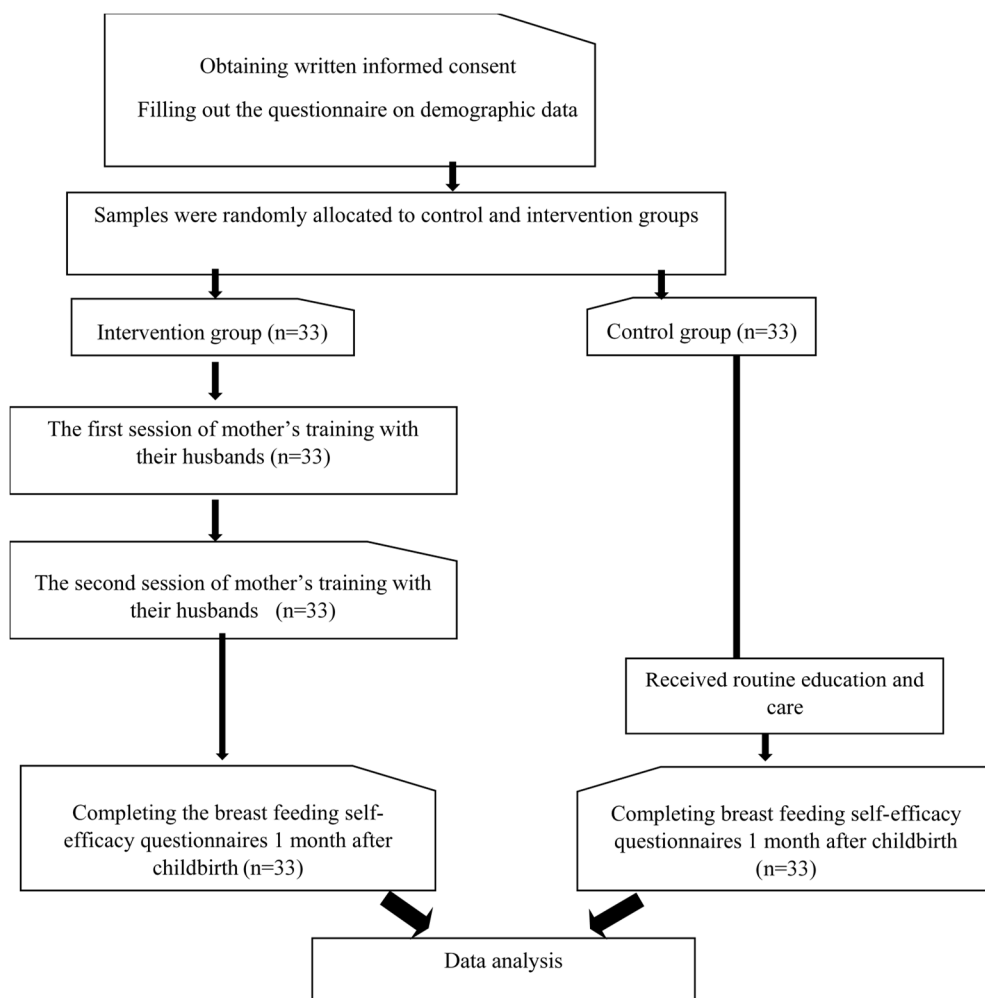 Obtaining written informed consent
Filling out the questionnaire on demographic data
Samples were randomly allocated to control and intervention groups
Intervention group (n=33)
Control group (n=33)
The first session of mother's training with
their husbands (n=33)
The second session of mother's training with
their husbands (n=33)
Received routine education and
care
Completing the breast feeding self-
efficacy questionnaires 1 month after
childbirth (n=33)
Completing breast feeding self-efficacy
questionnaires 1 month after childbirth
(n=33)
Data analysis